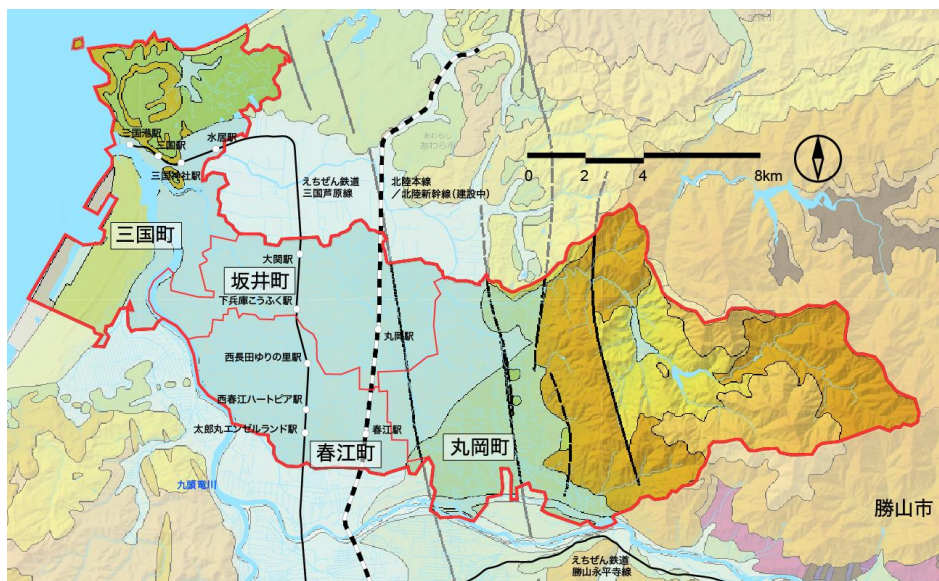 三国港駅
三国駅
水居駅
三国神社駅
あわらし
あわら市
えちぜん鉄道
三国芦原線
北陸本線
／北陸新幹線(建設中)
0
2
4
8km
三国町
大関駅
坂井町
下兵庫こうふく駅
丸岡駅
西長田ゆりの里駅
西春江ハートピア駅
太郎丸エンゼルランド駅
春江駅
春江町
丸岡町
九頭竜川
勝山市
えちぜん鉄道
勝山永平寺線